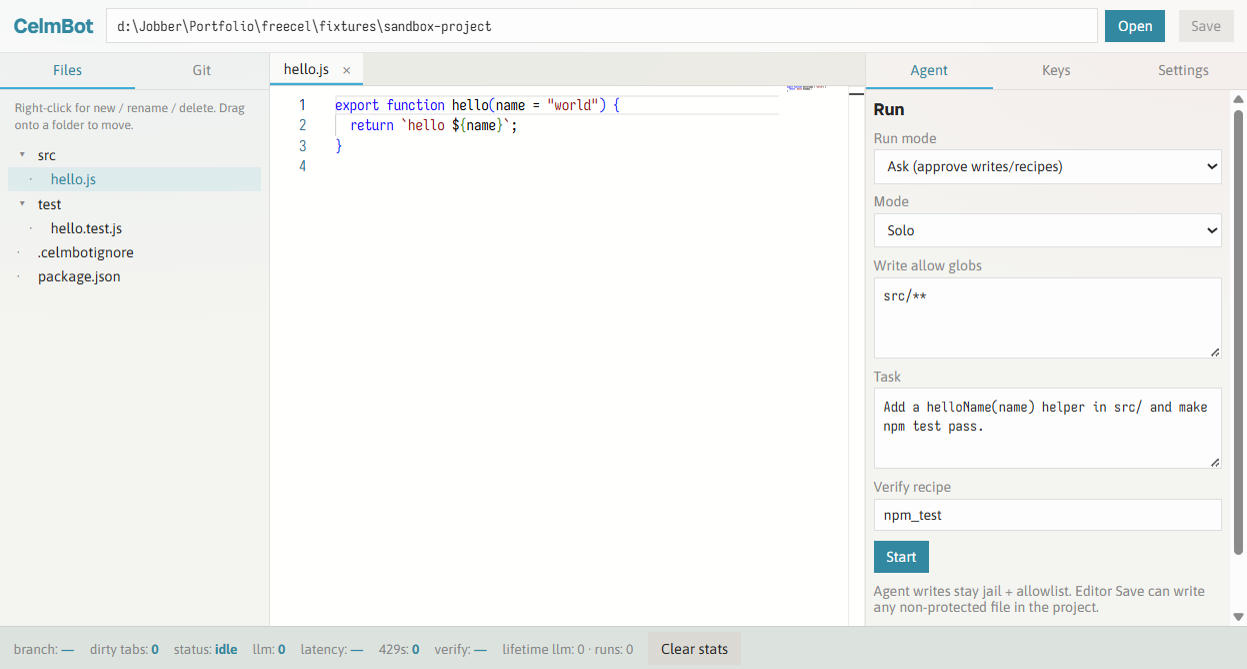 CelmBot
d:\Jobber\Portfolio\freecel\fixtures\sandbox-project
Open
Save
Files
Git
Right-click for new / rename / delete. Drag
onto a folder to move.
src
hello.js
test
hello.test.js
.celmbotignore
package.json
hello.js ×
1 export function hello(name = "world") {
2 return `hello ${name}`;
3 }
4
Agent
Keys
Settings
Run
Run mode
Ask (approve writes/recipes)
Mode
Solo
Write allow globs
src/**
Task
Add a helloName(name) helper in src/ and make
npm test pass.
Verify recipe
npm_test
Start
Agent writes stay jail + allowlist. Editor Save can write
any non-protected file in the project.
branch: — dirty tabs: 0 status: idle llm: 0 latency: — 429s: 0 verify: — lifetime llm: 0 · runs: 0 Clear stats